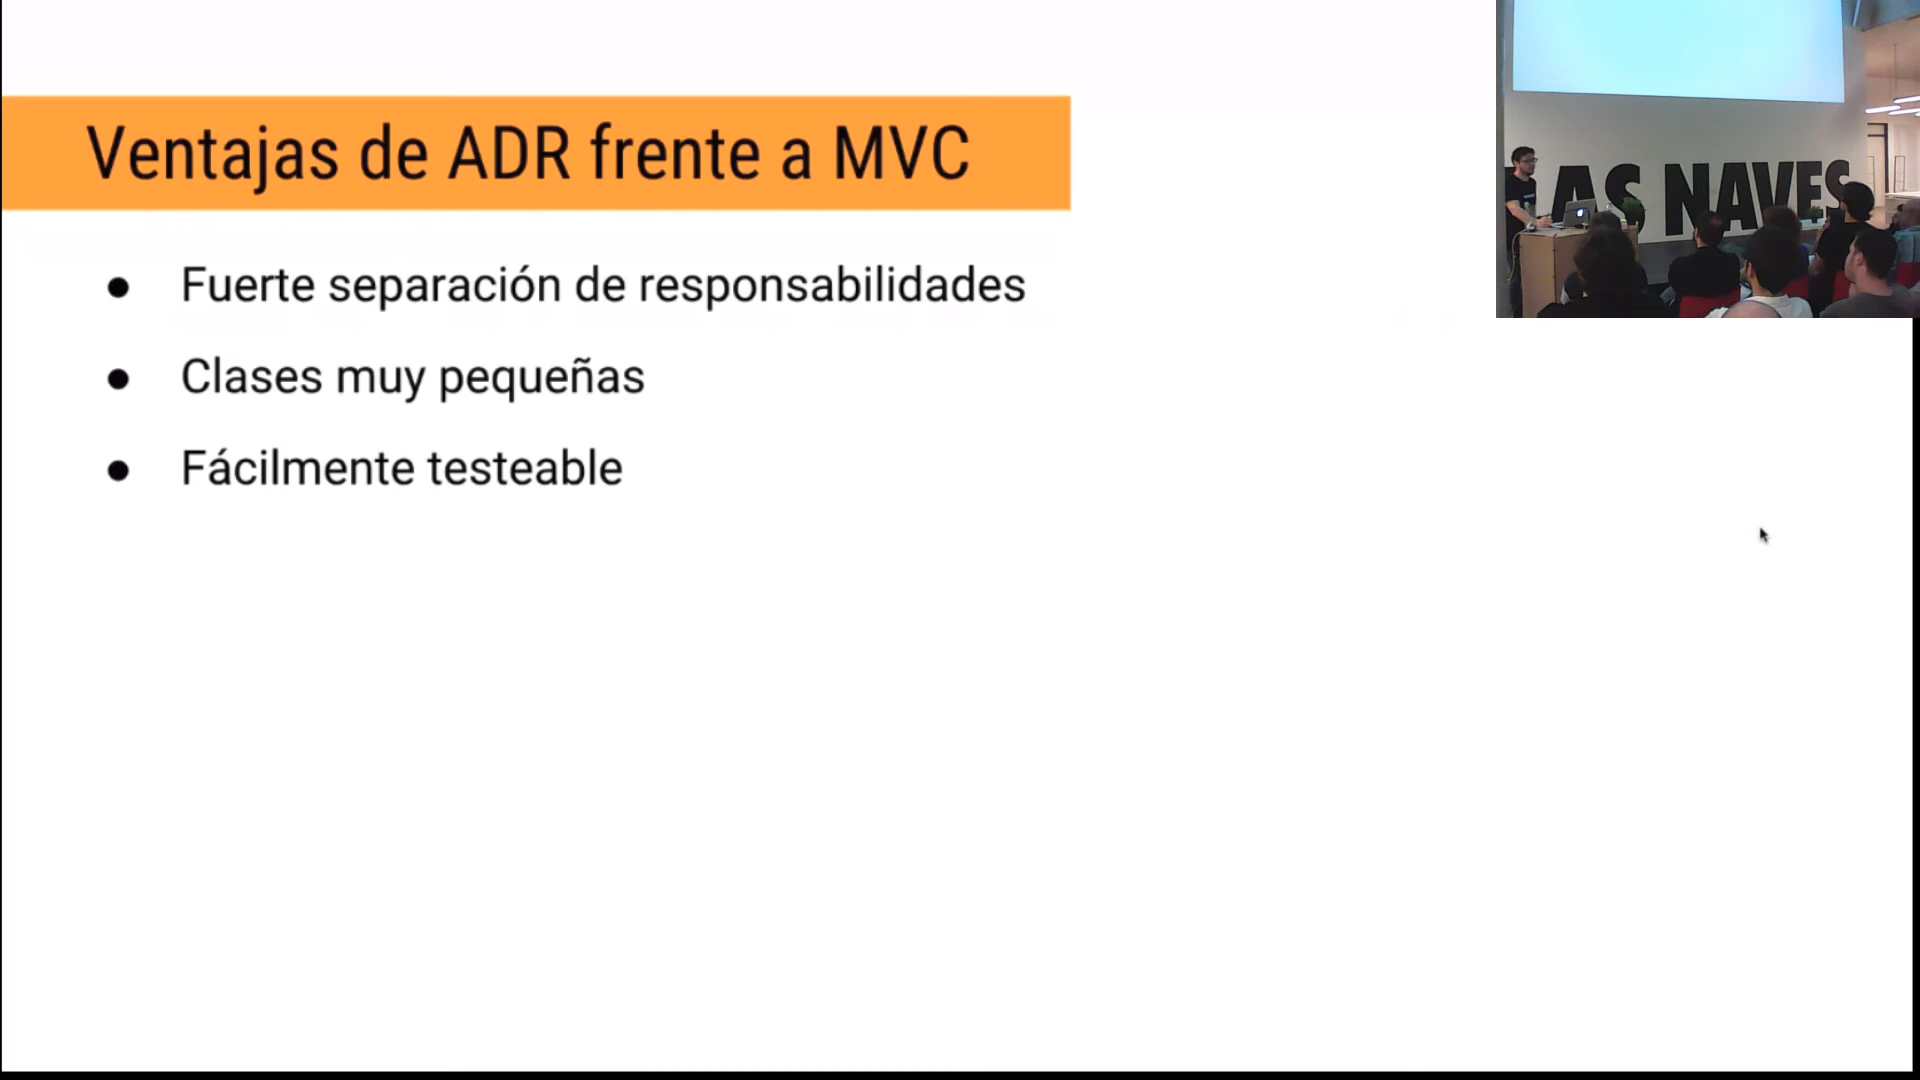 Ventajas de ADR frente a MVC
● Fuerte separación de responsabilidades
● Clases muy pequeñas
● Fácilmente testeable
AS NAVES